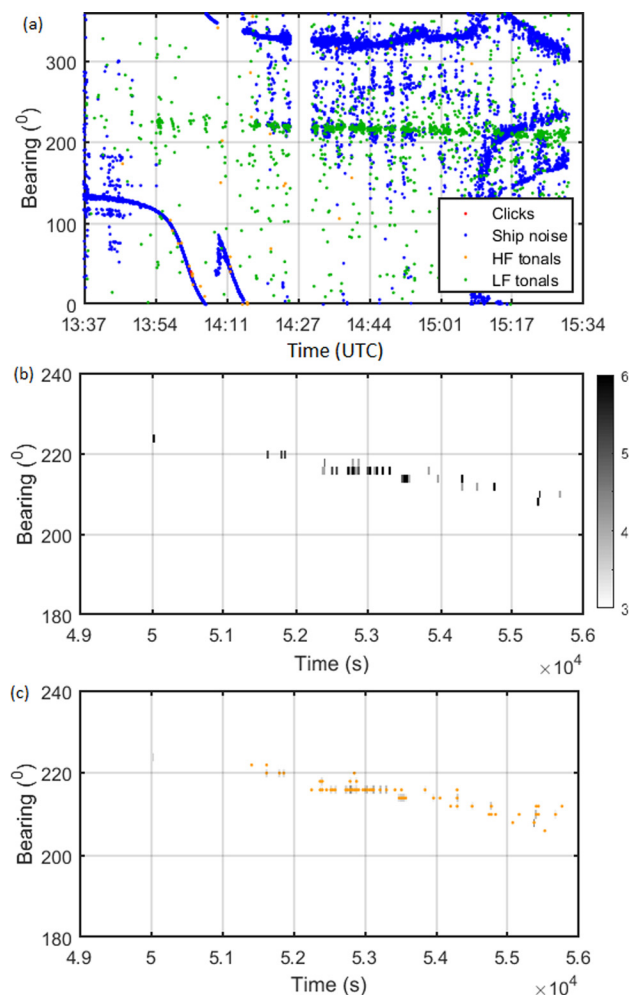 (a)
Bearing (⁰)
300
200
100
0
Clicks
Ship noise
HF tonals
LF tonals
13:37 13:54 14:11 14:27 14:44 15:01 15:17 15:34
Time (UTC)
(b)
Bearing (⁰)
240
220
200
180
6
5
4
3
4.9 5 5.1 5.2 5.3 5.4 5.5 5.6
Time (s)
×10⁴
(c)
Bearing (⁰)
240
220
200
180
4.9 5 5.1 5.2 5.3 5.4 5.5 5.6
Time (s)
×10⁴